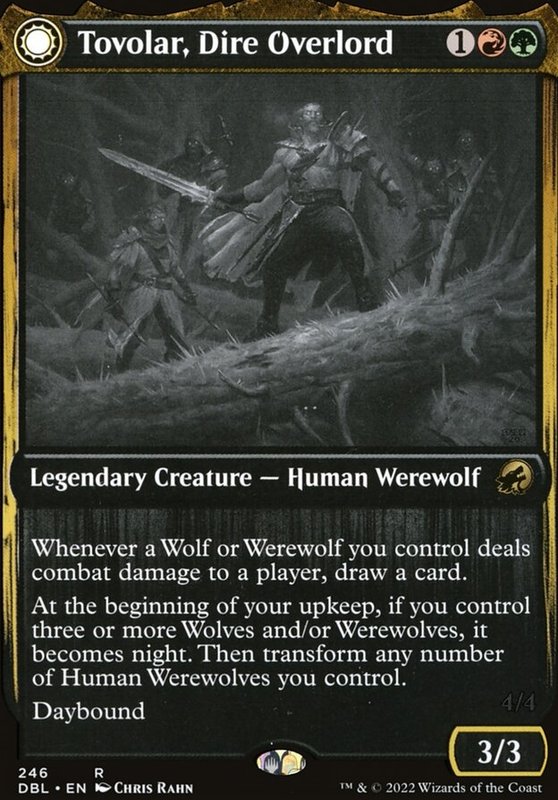 Tovolar, Dire Overlord
1
Legendary Creature — Human Werewolf
Whenever a Wolf or Werewolf you control deals
combat damage to a player, draw a card.
At the beginning of your upkeep, if you control
three or more Wolves and/or Werewolves, it
becomes night. Then transform any number
of Human Werewolves you control.
Daybound
4/4
3/3
246 R
DBL • EN Chris Rahn
™ & © 2022 Wizards of the Coast